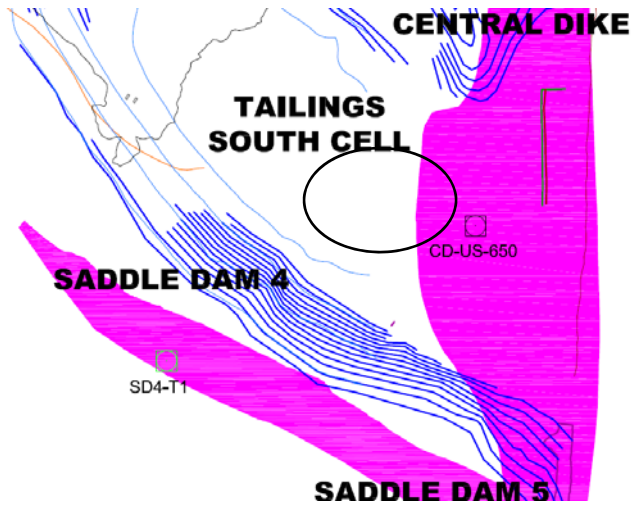 CENTRAL DIKE
TAILINGS
SOUTH CELL
CD-US-650
SADDLE DAM 4
SD4-T1
SADDLE DAM 5